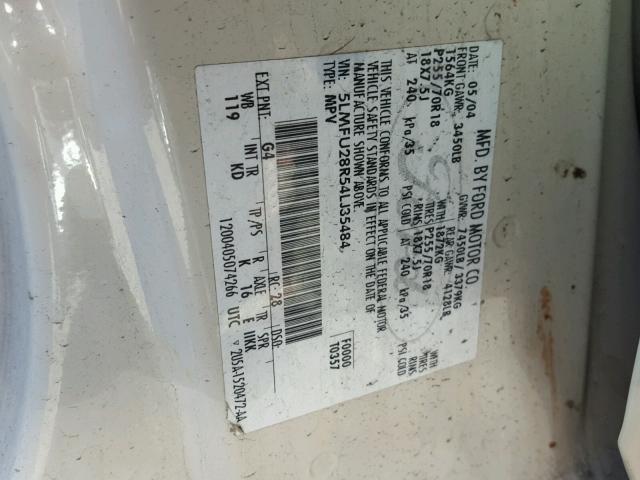 MFD. BY FORD MOTOR CO.
DATE: 05/04 GVWR: 7450LB/ 3379KG
FRONT GAWR: 3450LB REAR GAWR: 4128LB
1564KG WITH 1872KG WITH
P255/70R18 TIRES P255/70R18 TIRES
18X7.5J RIMS 18X7.5J RIMS
AT 240 kPa/35 PSI COLD AT 240 kPa/35 PSI COLD
THIS VEHICLE CONFORMS TO ALL APPLICABLE FEDERAL MOTOR
VEHICLE SAFETY STANDARDS IN EFFECT ON THE DATE OF
MANUFACTURE SHOWN ABOVE.
VIN: 5LMFU28R54LJ35484, F0000
TYPE: MPV T0357
EXT PNT: G4 RC: 28 DSO:
WB INT TR TP/PS R AXLE TR SPR
119 KD K 16 E
1200405074266 UTC